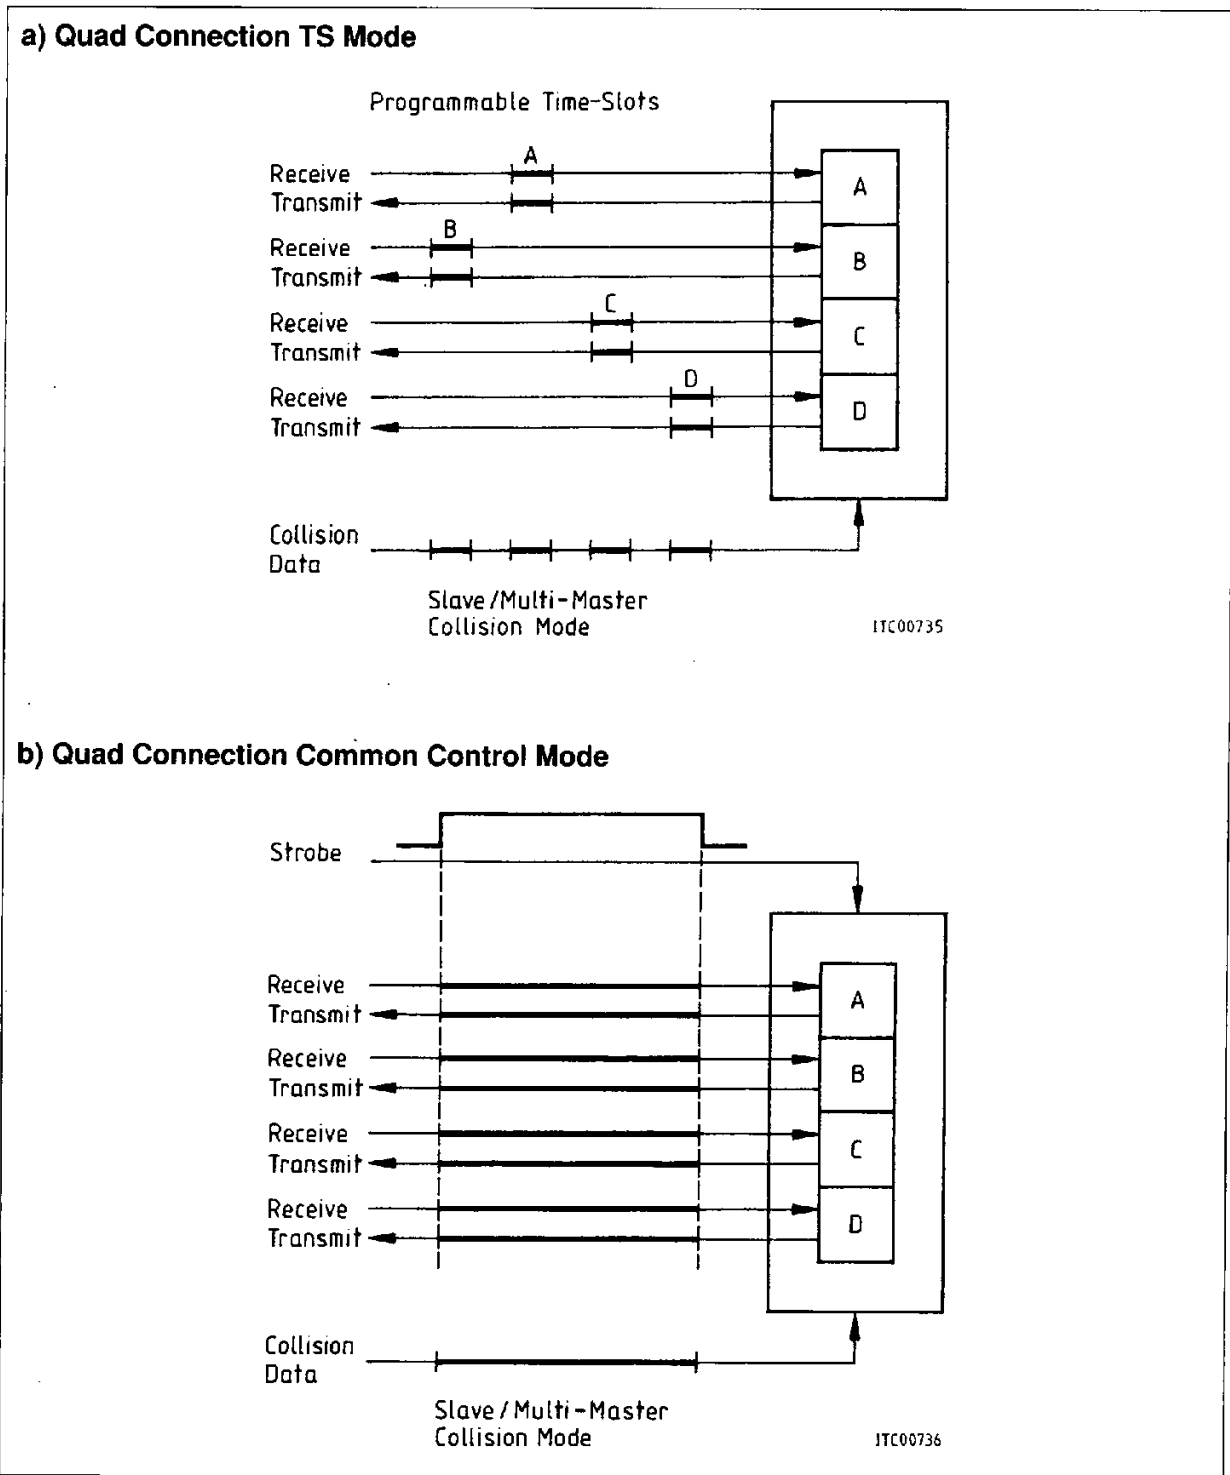 a) Quad Connection TS Mode
Programmable Time-Slots
A
Receive
Transmit
A
B
Receive
Transmit
B
C
Receive
Transmit
C
D
Receive
Transmit
D
Collision
Data
Slave/Multi-Master
Collision Mode
ITC00735
b) Quad Connection Common Control Mode
Strobe
Receive
Transmit
A
Receive
Transmit
B
Receive
Transmit
C
Receive
Transmit
D
Collision
Data
Slave/Multi-Master
Collision Mode
ITC00736